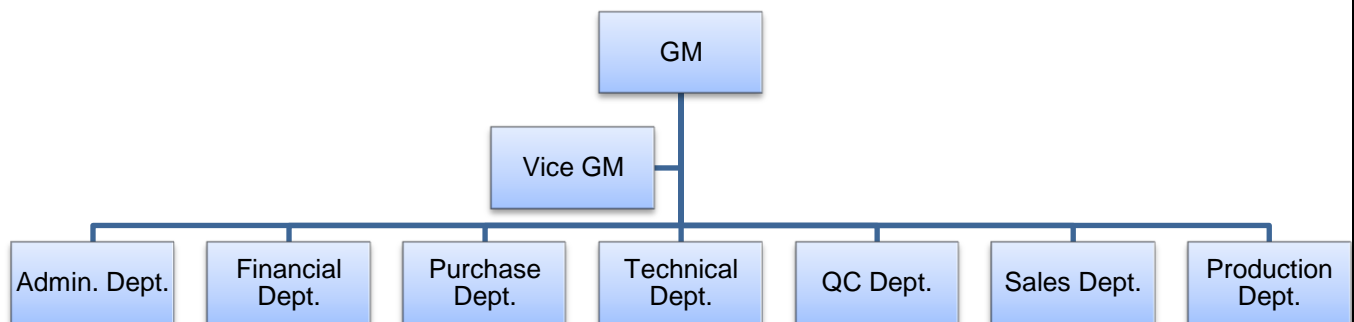 GM
Vice GM
Admin. Dept.
Financial
Dept.
Purchase
Dept.
Technical
Dept.
QC Dept.
Sales Dept.
Production
Dept.